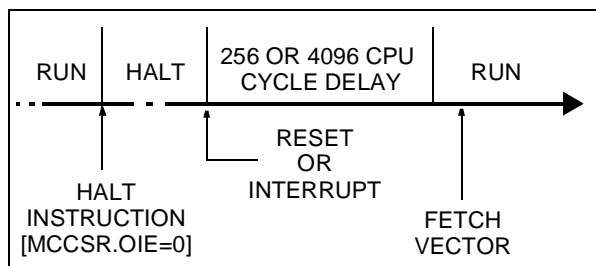 RUN
HALT
256 OR 4096 CPU
CYCLE DELAY
RUN
HALT
INSTRUCTION
[MCCSR.OIE=0]
RESET
OR
INTERRUPT
FETCH
VECTOR